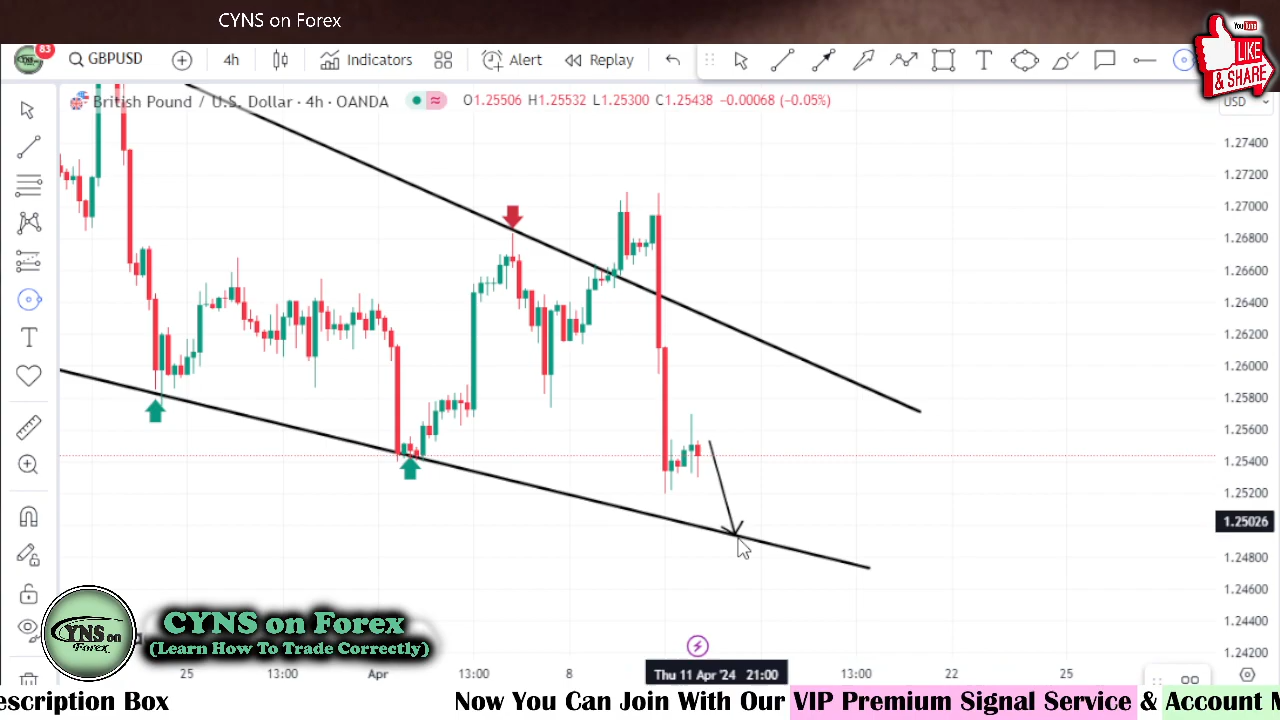 CYNS on Forex
83
GBPUSD
4h
Indicators
Alert
Replay
YouTube
LIKE
& SHARE
British Pound / U.S. Dollar · 4h · OANDA
O1.25506 H1.25532 L1.25300 C1.25438 −0.00068 (−0.05%)
USD
1.27400
1.27200
1.27000
1.26800
1.26600
1.26400
1.26200
1.26000
1.25800
1.25600
1.25400
1.25200
1.25026
1.24800
1.24600
1.24400
1.24200
YNS on
Forex
CYNS on Forex
(Learn How To Trade Correctly)
25
13:00
Apr
13:00
8
Thu 11 Apr '24 21:00
13:00
22
25
escription Box
Now You Can Join With Our VIP Premium Signal Service & Account M